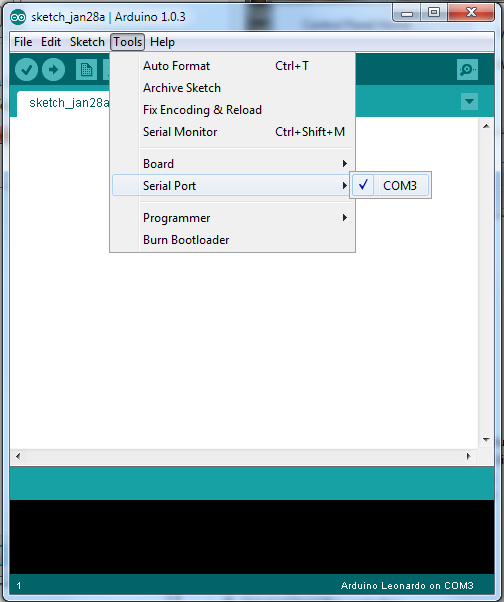 sketch_jan28a | Arduino 1.0.3
File Edit Sketch Tools Help
sketch_jan28a
Auto Format Ctrl+T
Archive Sketch
Fix Encoding & Reload
Serial Monitor Ctrl+Shift+M
Board
Serial Port
COM3
Programmer
Burn Bootloader
1
Arduino Leonardo on COM3